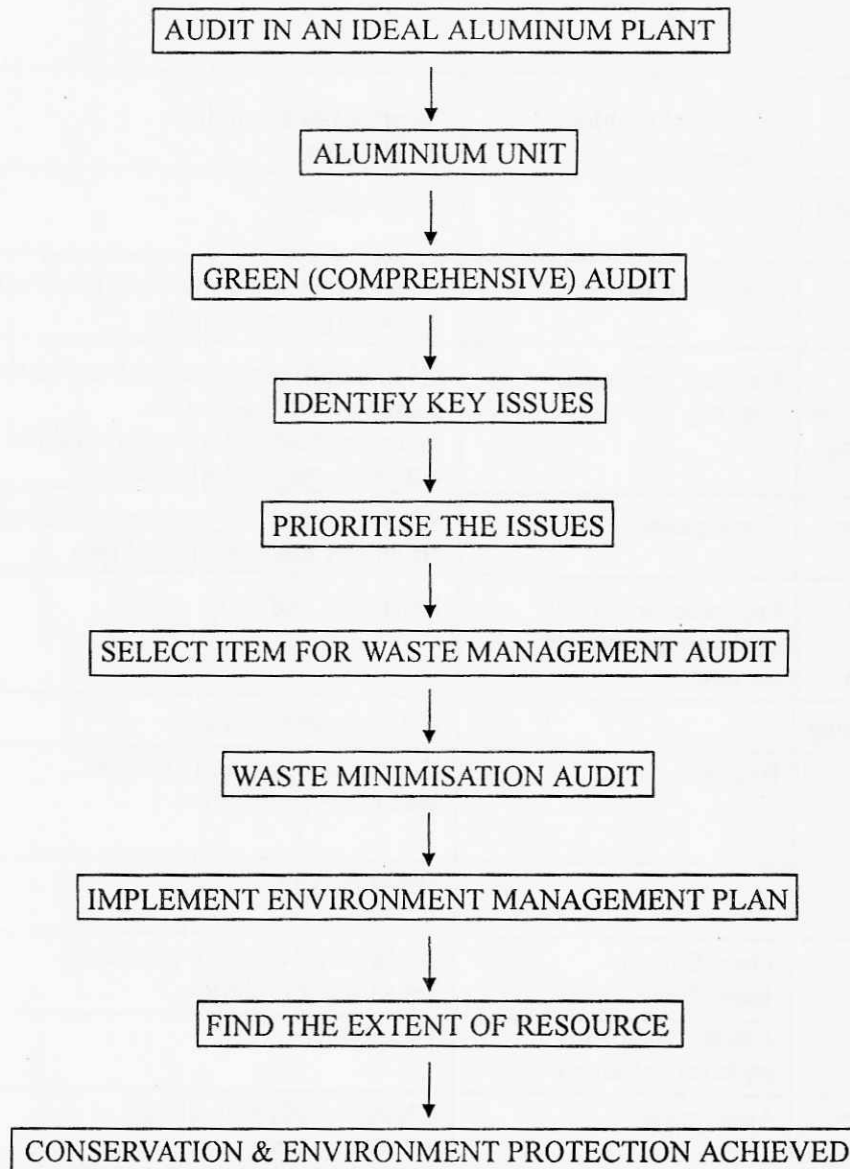 AUDIT IN AN IDEAL ALUMINUM PLANT
ALUMINIUM UNIT
GREEN (COMPREHENSIVE) AUDIT
IDENTIFY KEY ISSUES
PRIORITISE THE ISSUES
SELECT ITEM FOR WASTE MANAGEMENT AUDIT
WASTE MINIMISATION AUDIT
IMPLEMENT ENVIRONMENT MANAGEMENT PLAN
FIND THE EXTENT OF RESOURCE
CONSERVATION & ENVIRONMENT PROTECTION ACHIEVED